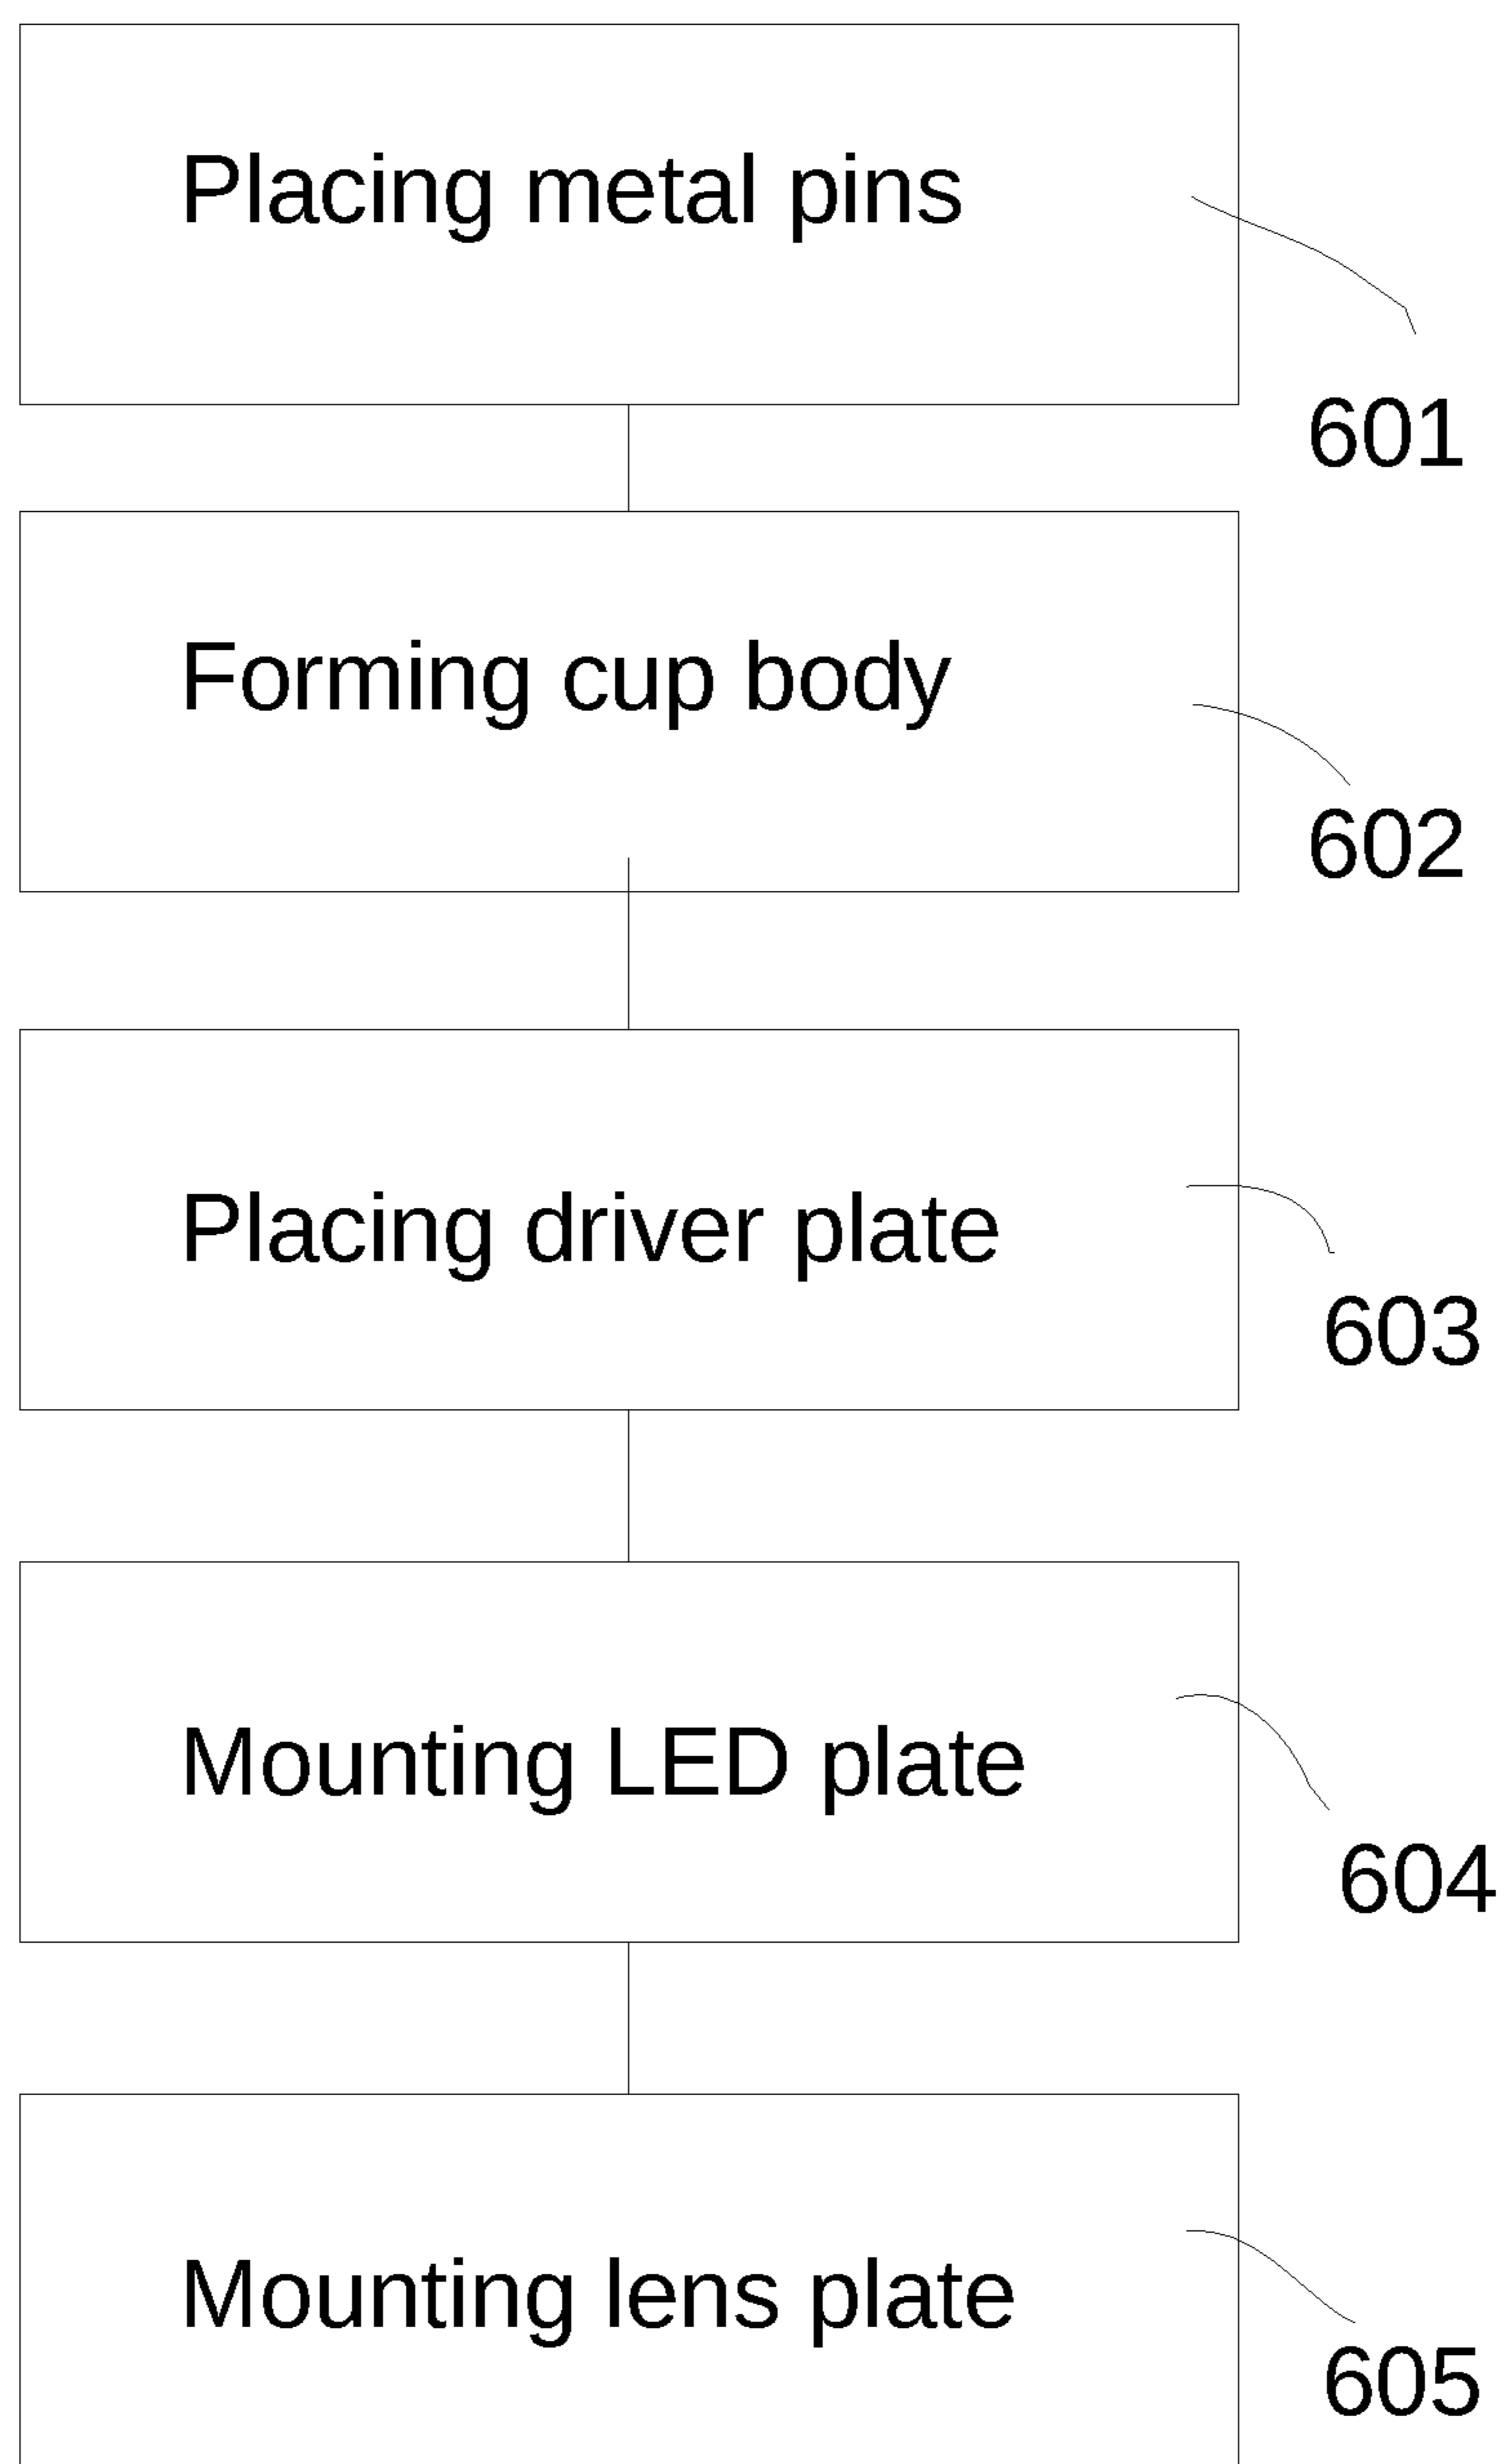 Placing metal pins
601
Forming cup body
602
Placing driver plate
603
Mounting LED plate
604
Mounting lens plate
605